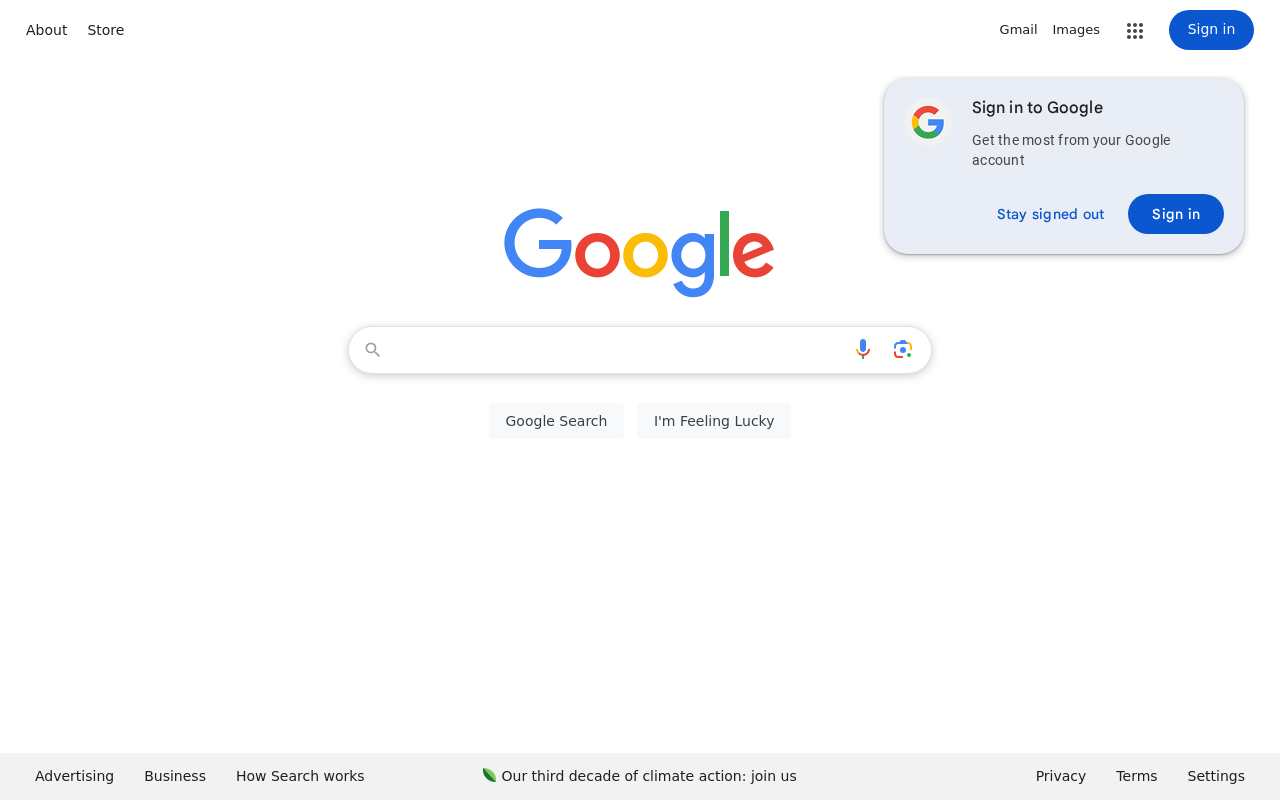 About Store Gmail Images Sign in
Sign in to Google
Get the most from your Google
account
Stay signed out Sign in
Google
Google Search I'm Feeling Lucky
Advertising Business How Search works Our third decade of climate action: join us Privacy Terms Settings